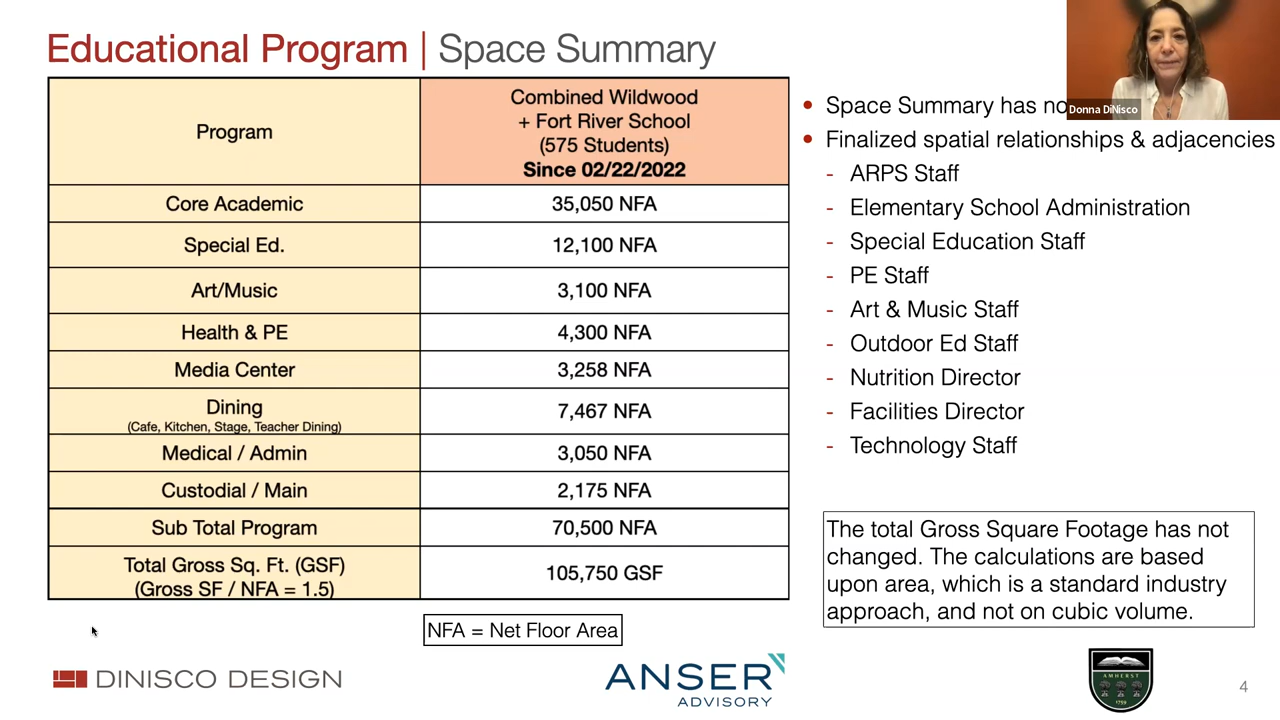 Educational Program | Space Summary
Program
Combined Wildwood
+ Fort River School
(575 Students)
Since 02/22/2022
Core Academic
35,050 NFA
Special Ed.
12,100 NFA
Art/Music
3,100 NFA
Health & PE
4,300 NFA
Media Center
3,258 NFA
Dining
(Cafe, Kitchen, Stage, Teacher Dining)
7,467 NFA
Medical / Admin
3,050 NFA
Custodial / Main
2,175 NFA
Sub Total Program
70,500 NFA
Total Gross Sq. Ft. (GSF)
(Gross SF / NFA = 1.5)
105,750 GSF
NFA = Net Floor Area
• Space Summary has no
• Finalized spatial relationships & adjacencies
- ARPS Staff
- Elementary School Administration
- Special Education Staff
- PE Staff
- Art & Music Staff
- Outdoor Ed Staff
- Nutrition Director
- Facilities Director
- Technology Staff
The total Gross Square Footage has not
changed. The calculations are based
upon area, which is a standard industry
approach, and not on cubic volume.
Donna DiNisco
DINISCO DESIGN
ANSER
ADVISORY
AMHERST
1759
4